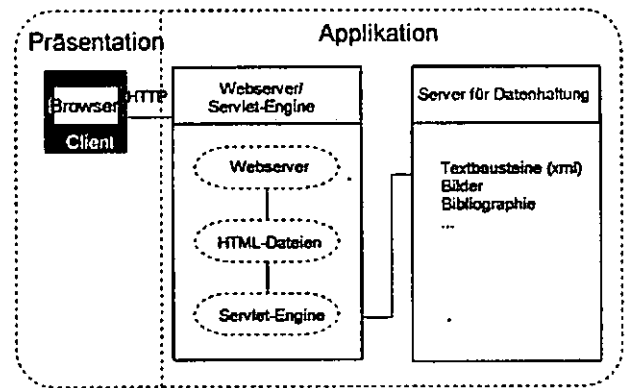 Präsentation
Applikation
Browser
Client
HTTP
Webserver/
Servlet-Engine
Webserver
HTML-Dateien
Servlet-Engine
Server für Datenhaltung
Textbausteine (xml)
Bilder
Bibliographie
...